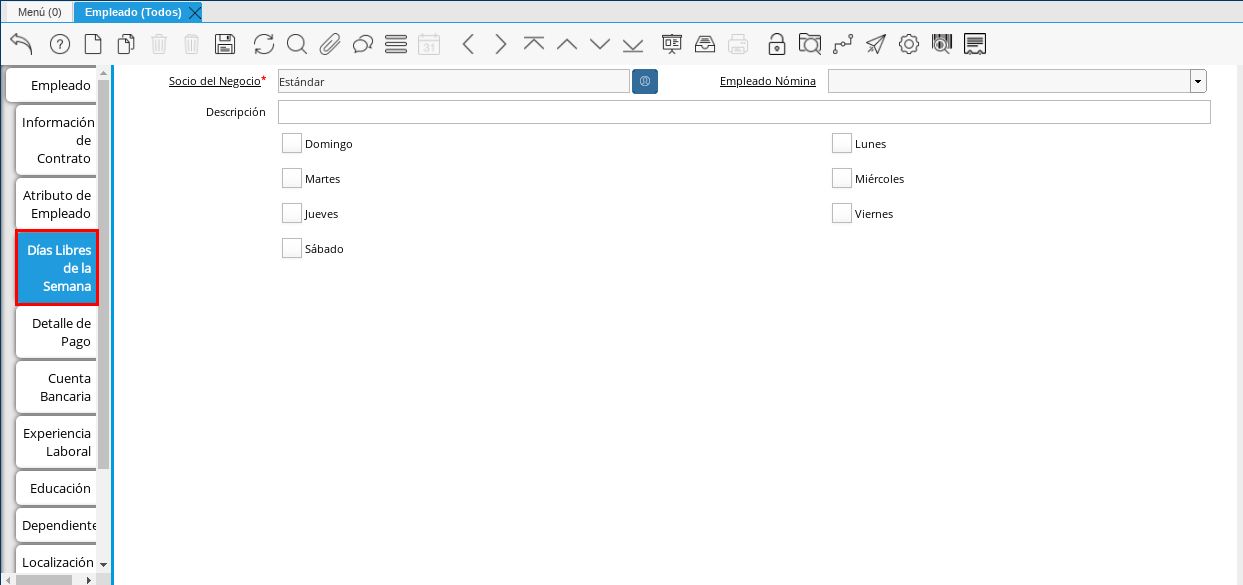 Menú (0)
Empleado (Todos)
?
31
Empleado
Información
de
Contrato
Atributo de
Empleado
Días Libres
de la
Semana
Detalle de
Pago
Cuenta
Bancaria
Experiencia
Laboral
Educación
Dependiente
Localización
Socio del Negocio*
Estándar
Empleado Nómina
Descripción
Domingo
Lunes
Martes
Miércoles
Jueves
Viernes
Sábado